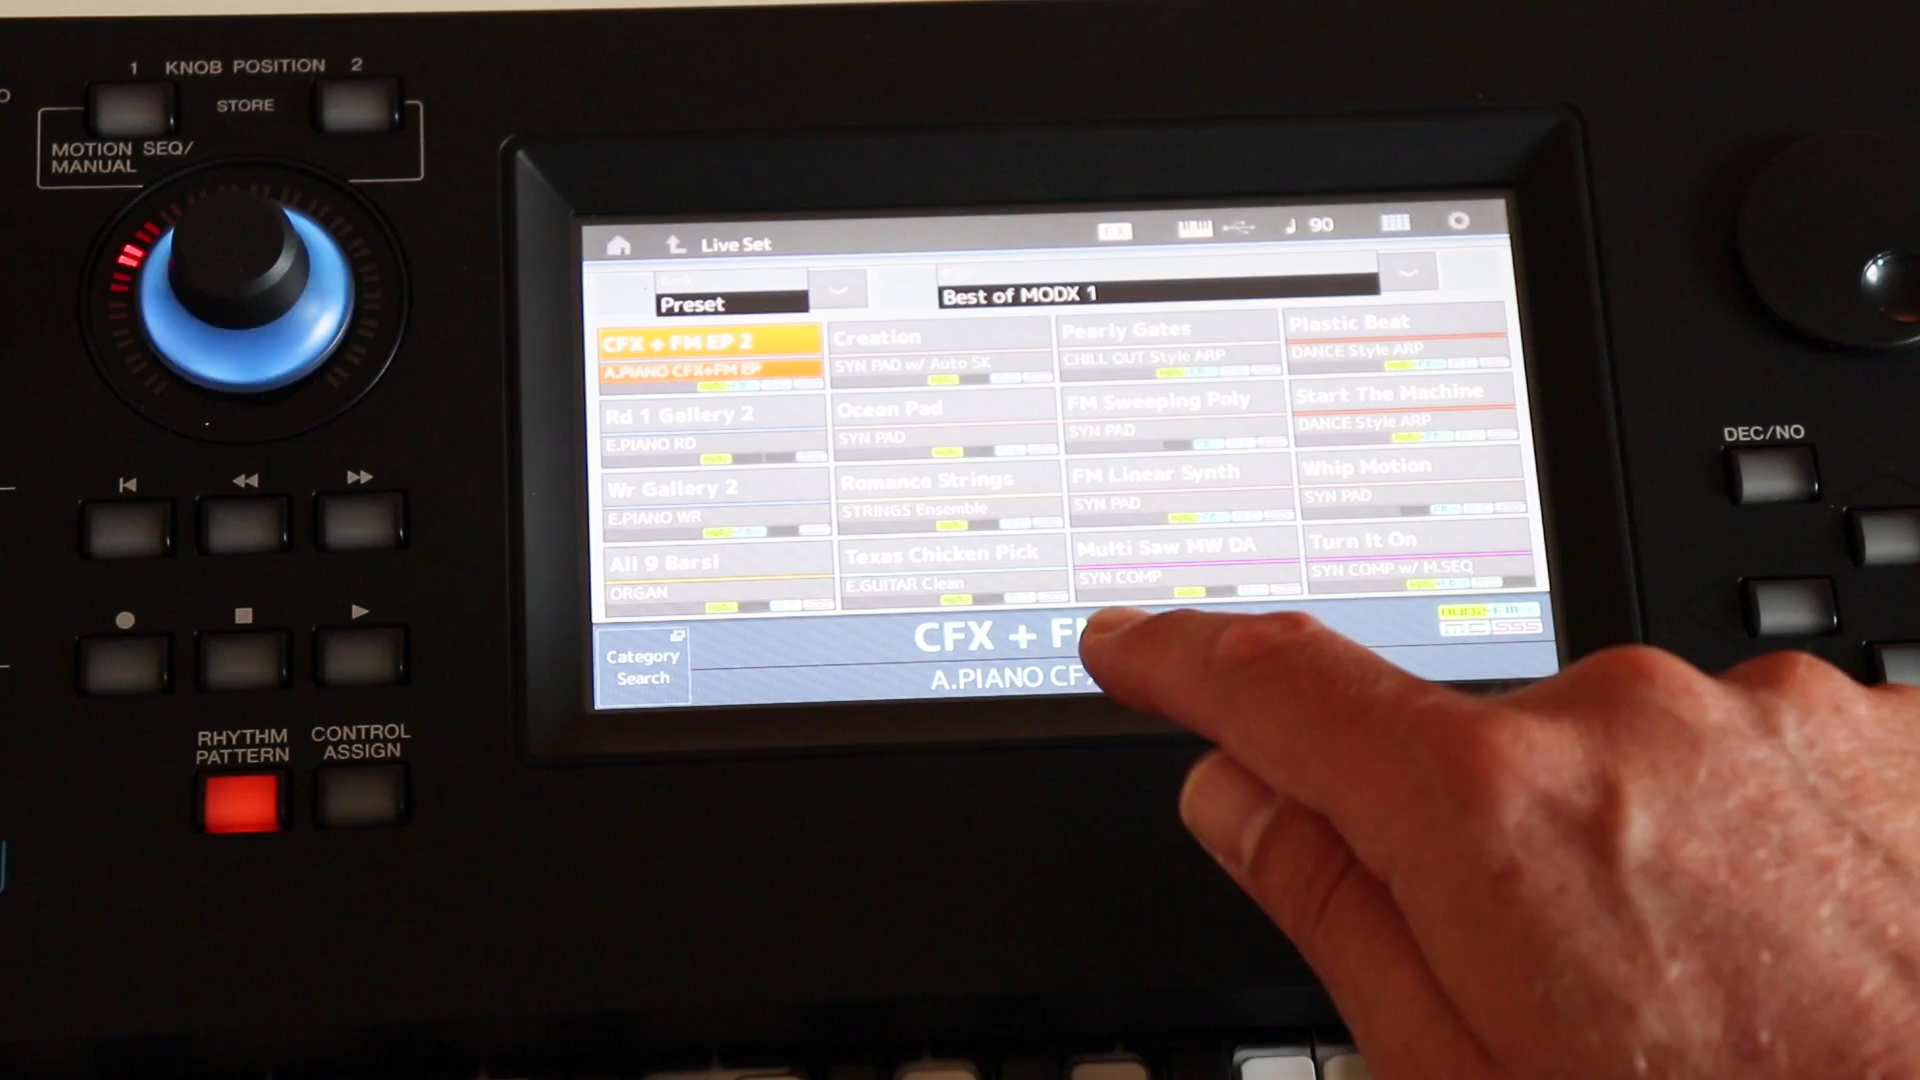 1 KNOB POSITION 2
STORE
MOTION SEQ/
MANUAL
RHYTHM
PATTERN
CONTROL
ASSIGN
Live Set
90
Preset
Best of MODX 1
CFX + FM EP 2
A.PIANO CFX+FM EP
Creation
SYN PAD w/ Auto SK
Pearly Gates
CHILL OUT Style ARP
Plastic Beat
DANCE Style ARP
Rd 1 Gallery 2
E.PIANO RD
Ocean Pad
SYN PAD
FM Sweeping Poly
SYN PAD
Start The Machine
DANCE Style ARP
Wr Gallery 2
E.PIANO WR
Romance Strings
STRINGS Ensemble
FM Linear Synth
SYN PAD
Whip Motion
SYN PAD
All 9 Bars!
ORGAN
Texas Chicken Pick
E.GUITAR Clean
Multi Saw MW DA
SYN COMP
Turn It On
SYN COMP w/ M.SEQ
Category
Search
CFX + FM
A.PIANO CFX
DEC/NO